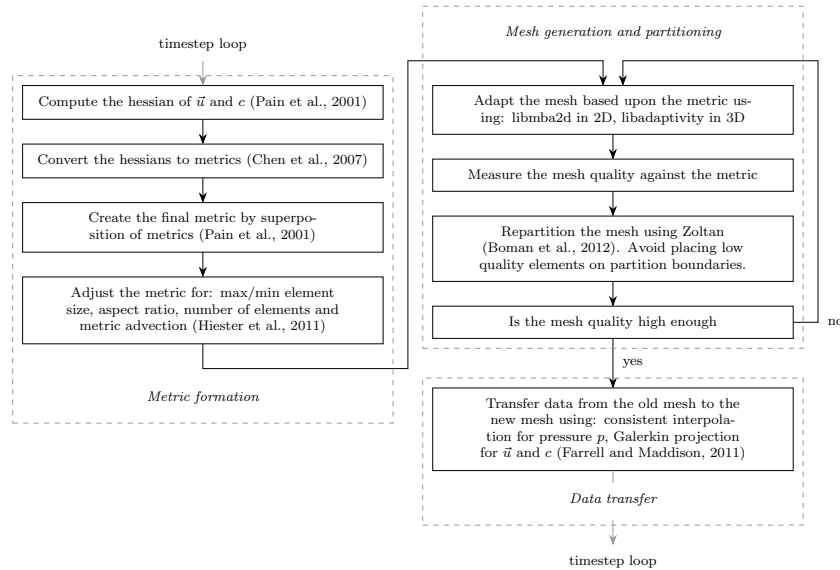 timestep loop
Compute the hessian of u⃗ and c (Pain et al., 2001)
Convert the hessians to metrics (Chen et al., 2007)
Create the final metric by superpo-
sition of metrics (Pain et al., 2001)
Adjust the metric for: max/min element
size, aspect ratio, number of elements and
metric advection (Hiester et al., 2011)
Metric formation
Mesh generation and partitioning
Adapt the mesh based upon the metric us-
ing: libmba2d in 2D, libadaptivity in 3D
Measure the mesh quality against the metric
Repartition the mesh using Zoltan
(Boman et al., 2012). Avoid placing low
quality elements on partition boundaries.
Is the mesh quality high enough
no
yes
Transfer data from the old mesh to the
new mesh using: consistent interpola-
tion for pressure p, Galerkin projection
for u⃗ and c (Farrell and Maddison, 2011)
Data transfer
timestep loop